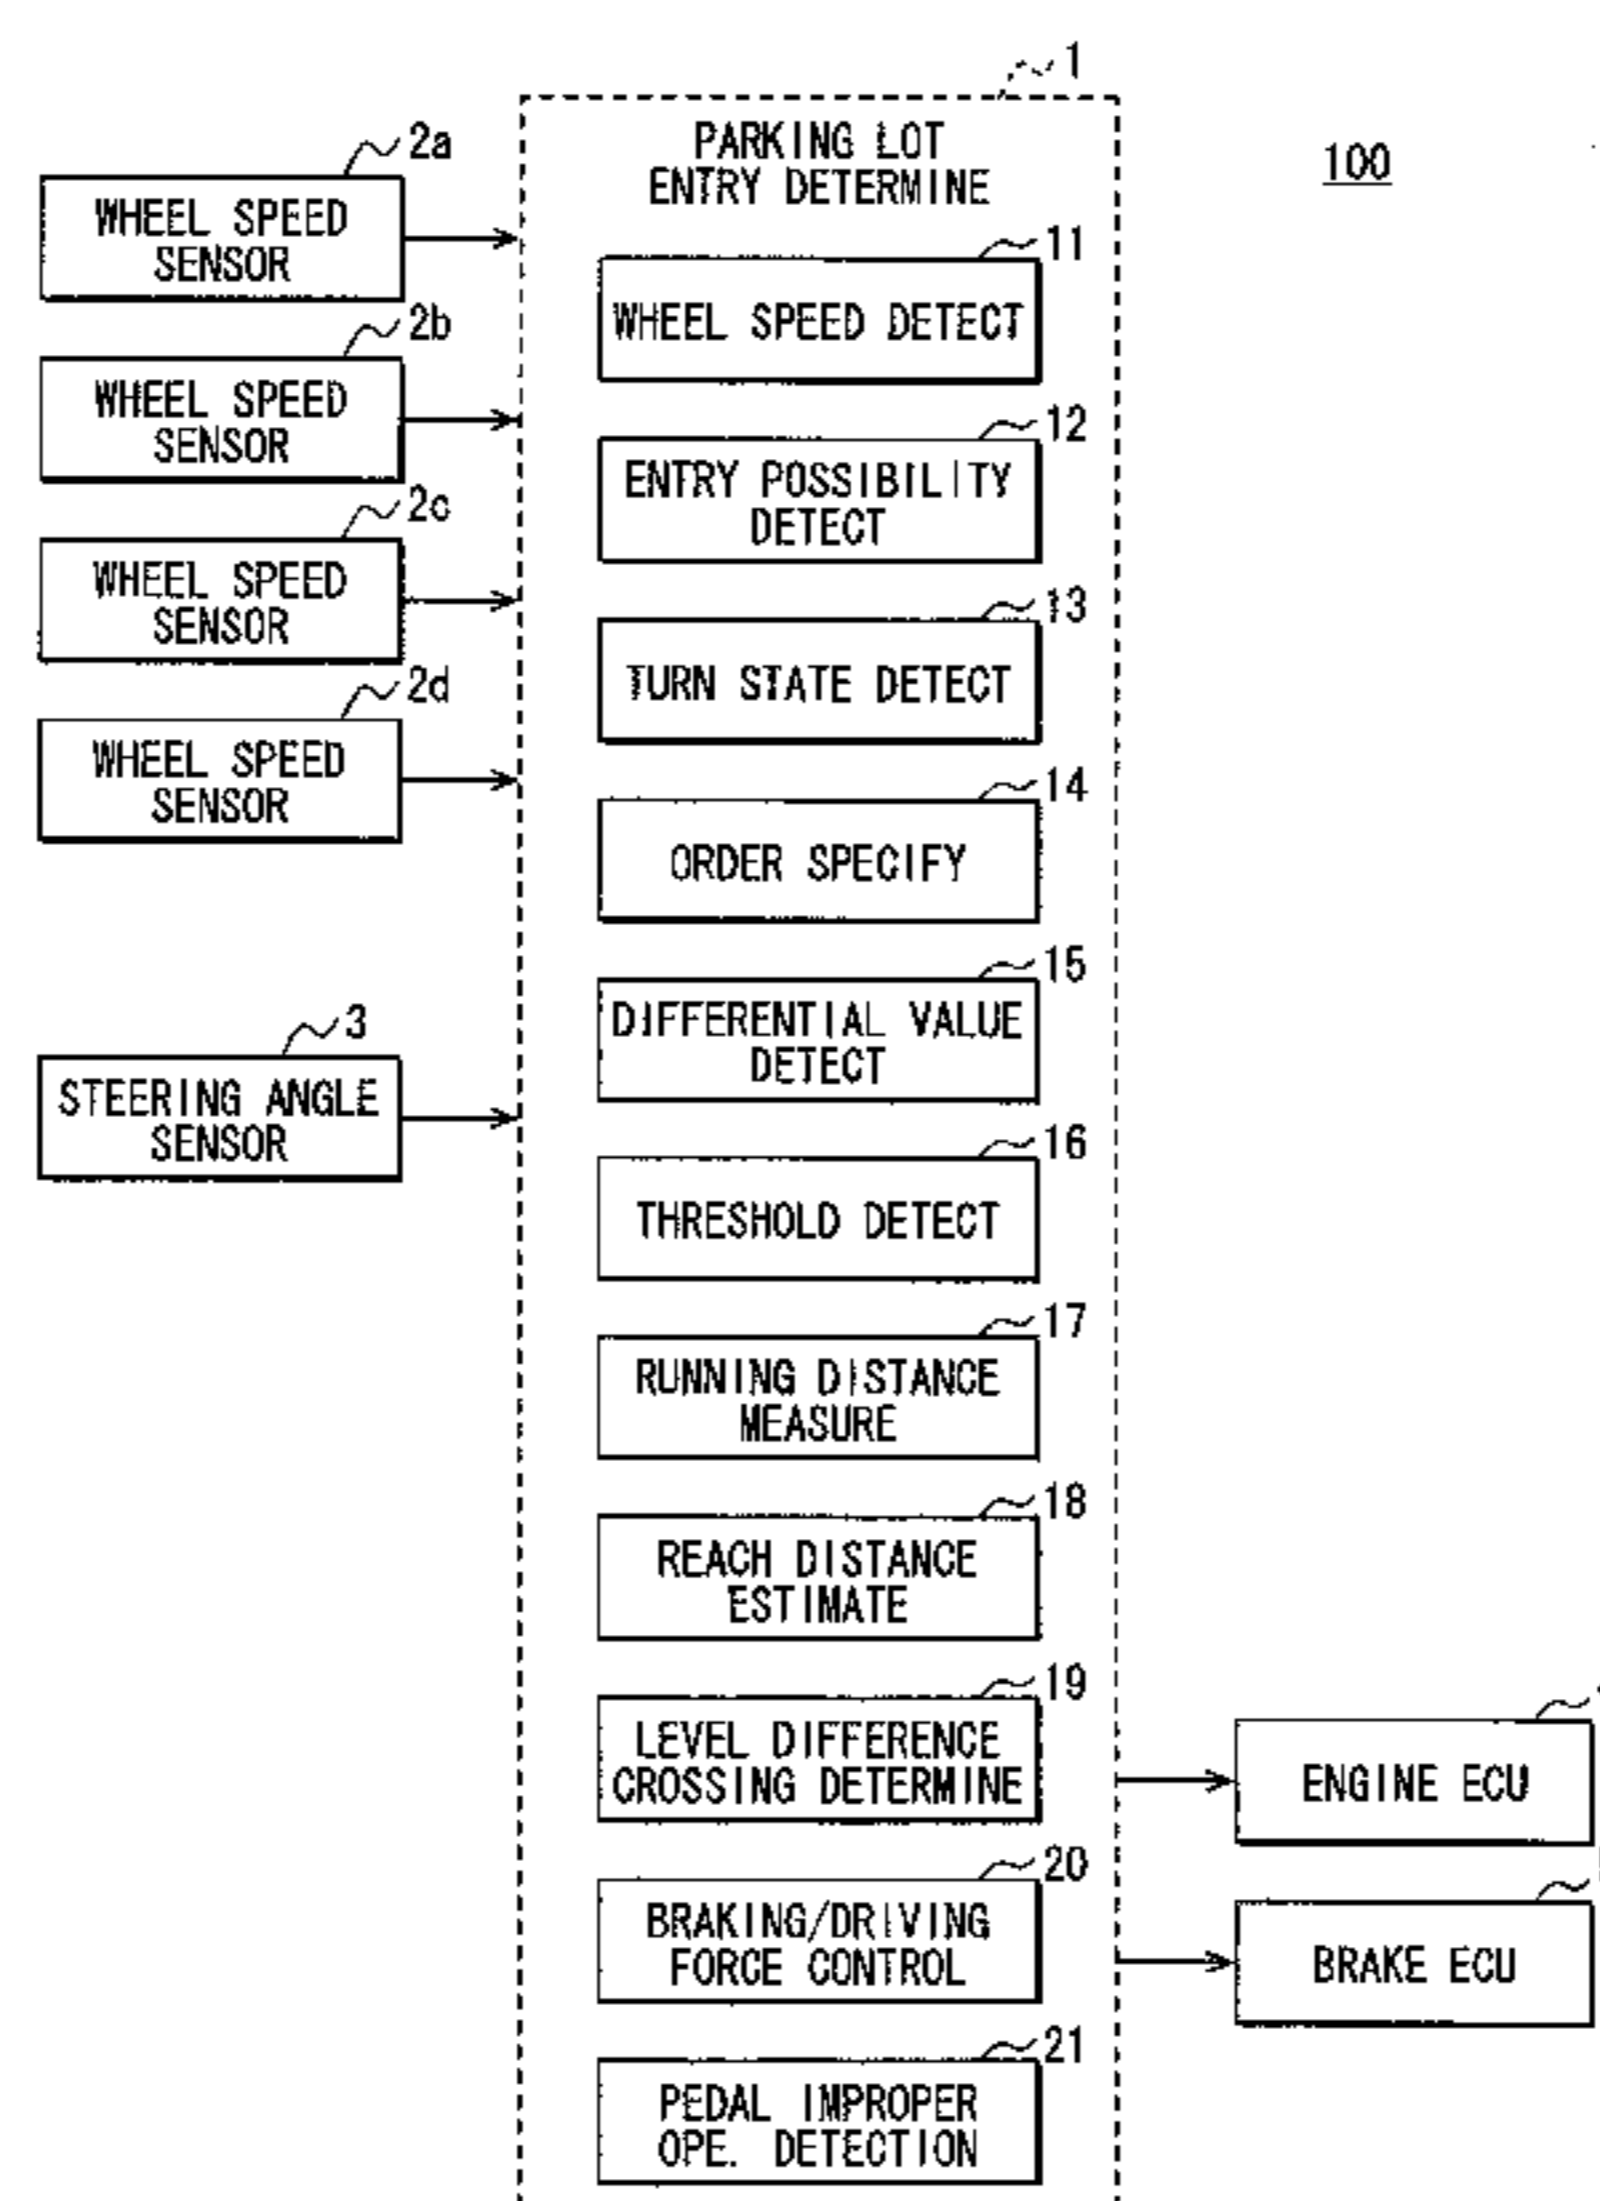 1
PARKING LOT
ENTRY DETERMINE
100
2a
WHEEL SPEED
SENSOR
2b
WHEEL SPEED
SENSOR
2c
WHEEL SPEED
SENSOR
2d
WHEEL SPEED
SENSOR
3
STEERING ANGLE
SENSOR
11
WHEEL SPEED DETECT
12
ENTRY POSSIBILITY
DETECT
13
TURN STATE DETECT
14
ORDER SPECIFY
15
DIFFERENTIAL VALUE
DETECT
16
THRESHOLD DETECT
17
RUNNING DISTANCE
MEASURE
18
REACH DISTANCE
ESTIMATE
19
LEVEL DIFFERENCE
CROSSING DETERMINE
20
BRAKING/DRIVING
FORCE CONTROL
21
PEDAL IMPROPER
OPE. DETECTION
ENGINE ECU
BRAKE ECU